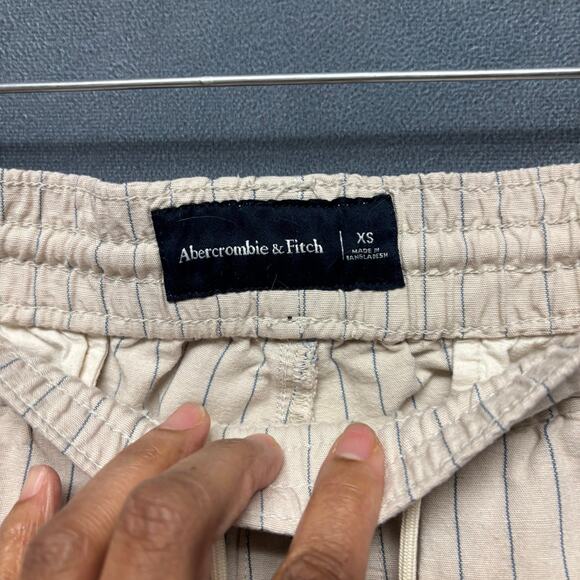 Abercrombie & Fitch
XS
MADE IN
BANGLADESH